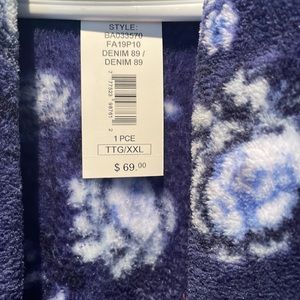 STYLE:
BA033570
FA19P10
DENIM 89 /
DENIM 89
1 PCE
TTG/XXL
$ 69.00